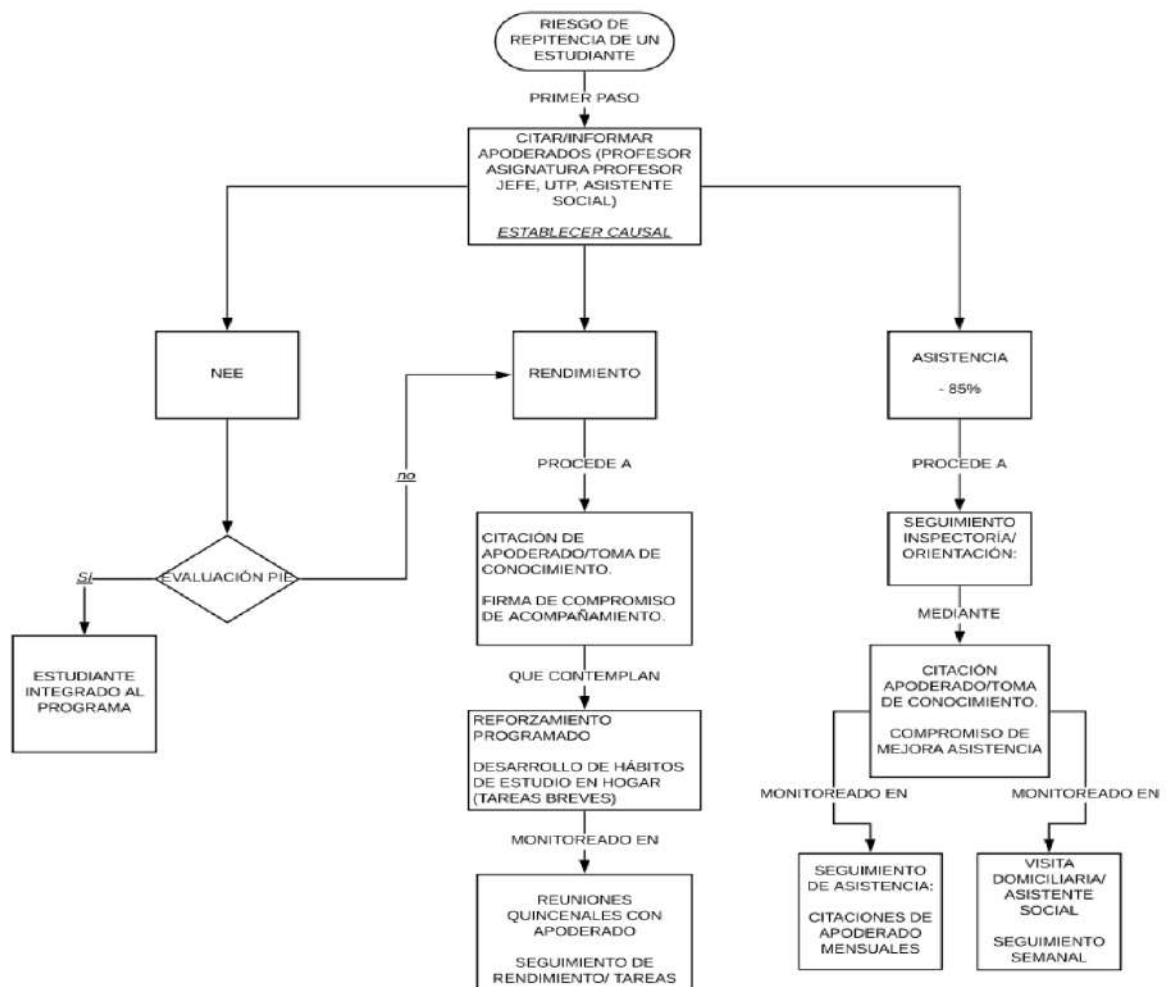 RIESGO DE
REPITENCIA DE UN
ESTUDIANTE
PRIMER PASO
CITAR/INFORMAR
APODERADOS (PROFESOR
ASIGNATURA PROFESOR
JEFE, UTP, ASISTENTE
SOCIAL)
ESTABLECER CAUSAL
NEE
RENDIMIENTO
ASISTENCIA
- 85%
no
PROCEDE A
PROCEDE A
CITACIÓN DE
APODERADO/TOMA DE
CONOCIMIENTO.
FIRMA DE COMPROMISO
DE ACOMPAÑAMIENTO.
SEGUIMIENTO
INSPECTORÍA/
ORIENTACIÓN:
Sí
EVALUACIÓN PIE
MEDIANTE
ESTUDIANTE
INTEGRADO AL
PROGRAMA
QUE CONTEMPLAN
CITACIÓN
APODERADO/TOMA
DE CONOCIMIENTO.
COMPROMISO DE
MEJORA ASISTENCIA
REFORZAMIENTO
PROGRAMADO
DESARROLLO DE HÁBITOS
DE ESTUDIO EN HOGAR
(TAREAS BREVES)
MONITOREADO EN
MONITOREADO EN
MONITOREADO EN
REUNIONES
QUINCENALES CON
APODERADO
SEGUIMIENTO DE
RENDIMIENTO/ TAREAS
SEGUIMIENTO
DE ASISTENCIA:
CITACIONES DE
APODERADO
MENSUALES
VISITA
DOMICILIARIA/
ASISTENTE
SOCIAL
SEGUIMIENTO
SEMANAL